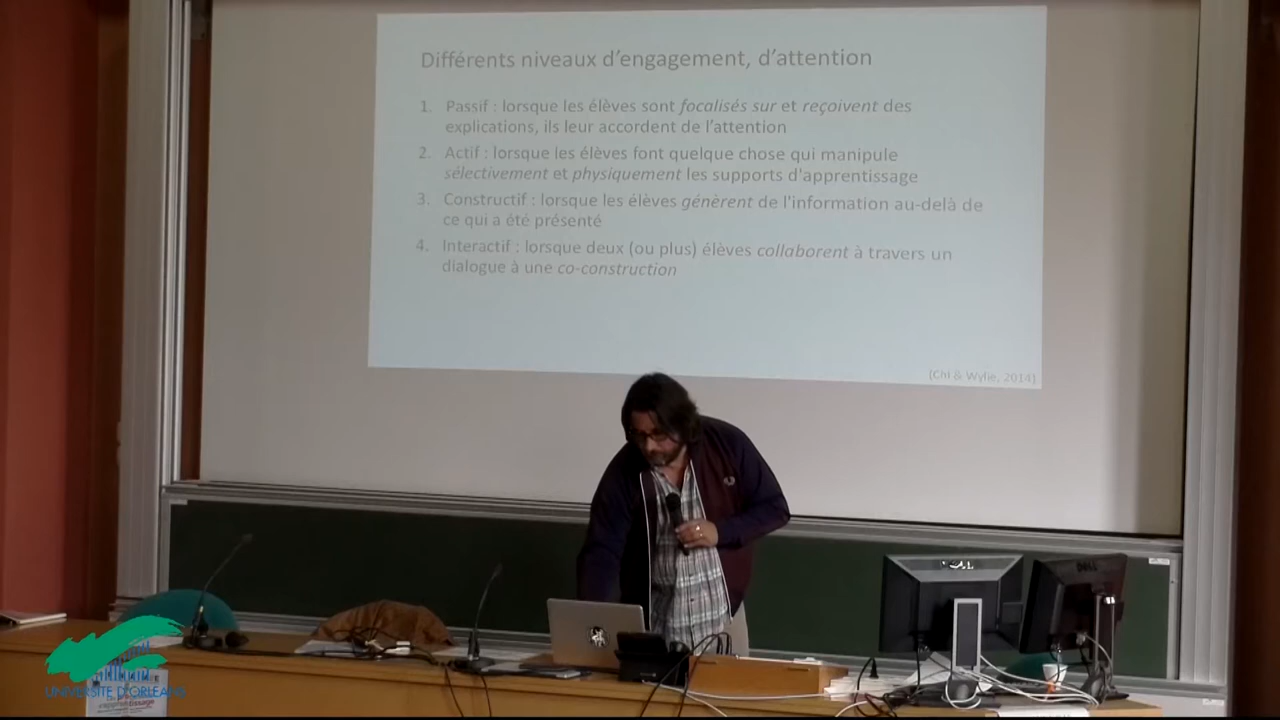 Différents niveaux d'engagement, d'attention
1. Passif : lorsque les élèves sont focalisés sur et reçoivent des
explications, ils leur accordent de l'attention
2. Actif : lorsque les élèves font quelque chose qui manipule
sélectivement et physiquement les supports d'apprentissage
3. Constructif : lorsque les élèves génèrent de l'information au-delà de
ce qui a été présenté
4. Interactif : lorsque deux (ou plus) élèves collaborent à travers un
dialogue à une co-construction
(Chi & Wylie, 2014)
DELL
DELL
UNIVERSITÉ D'ORLÉANS